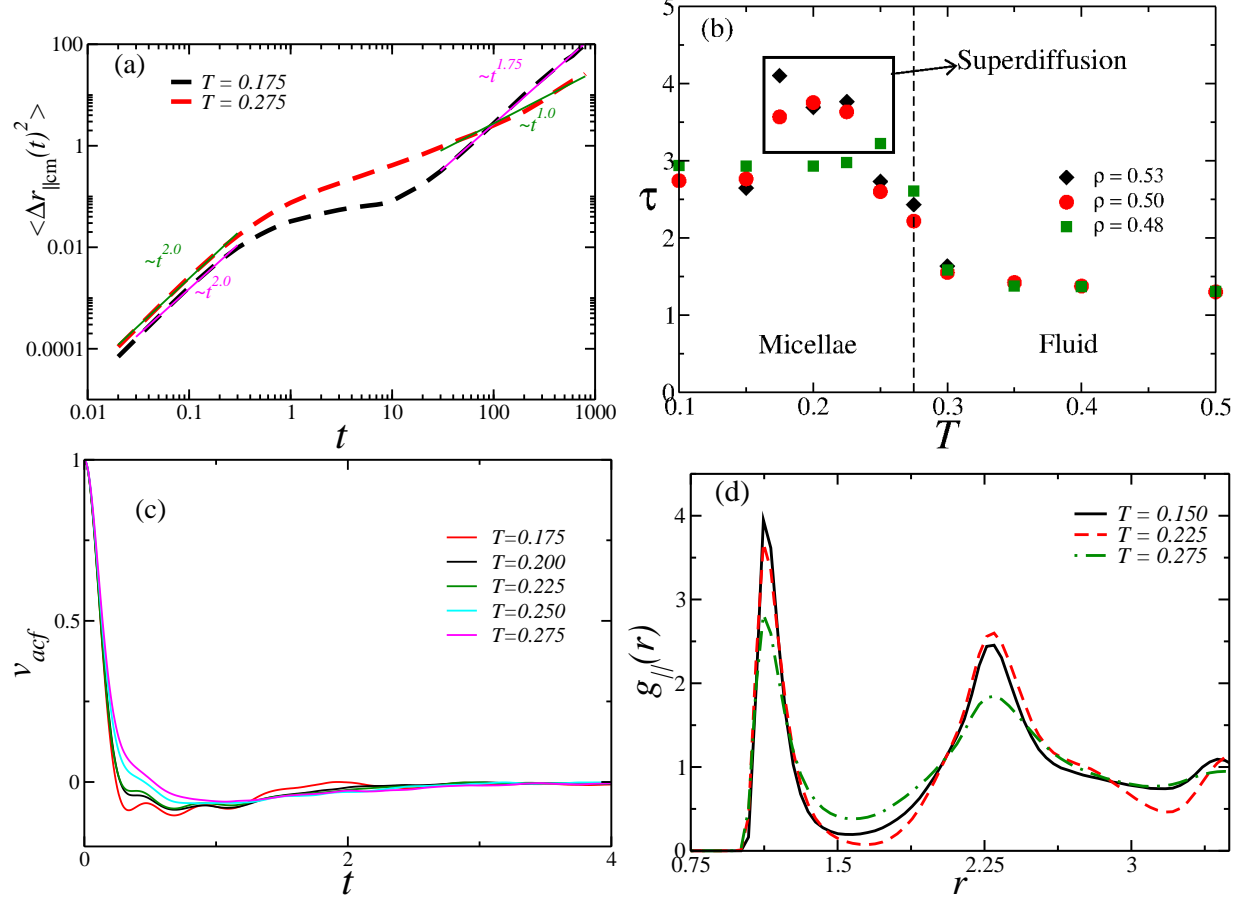 (a)
T = 0.175
T = 0.275
~t^1.75
~t^1.0
~t^2.0
~t^2.0
<Δr||cm(t)^2>
100
1
0.01
0.0001
0.01 0.1 1 10 100 1000
t
(b)
Superdiffusion
ρ = 0.53
ρ = 0.50
ρ = 0.48
Micellae
Fluid
τ
5
4
3
2
1
0
0.1 0.2 0.3 0.4 0.5
T
(c)
T=0.175
T=0.200
T=0.225
T=0.250
T=0.275
v_acf
1
0.5
0
0 2 4
t
(d)
T = 0.150
T = 0.225
T = 0.275
g_//(r)
4
3
2
1
0
0.75 1.5 2.25 3
r